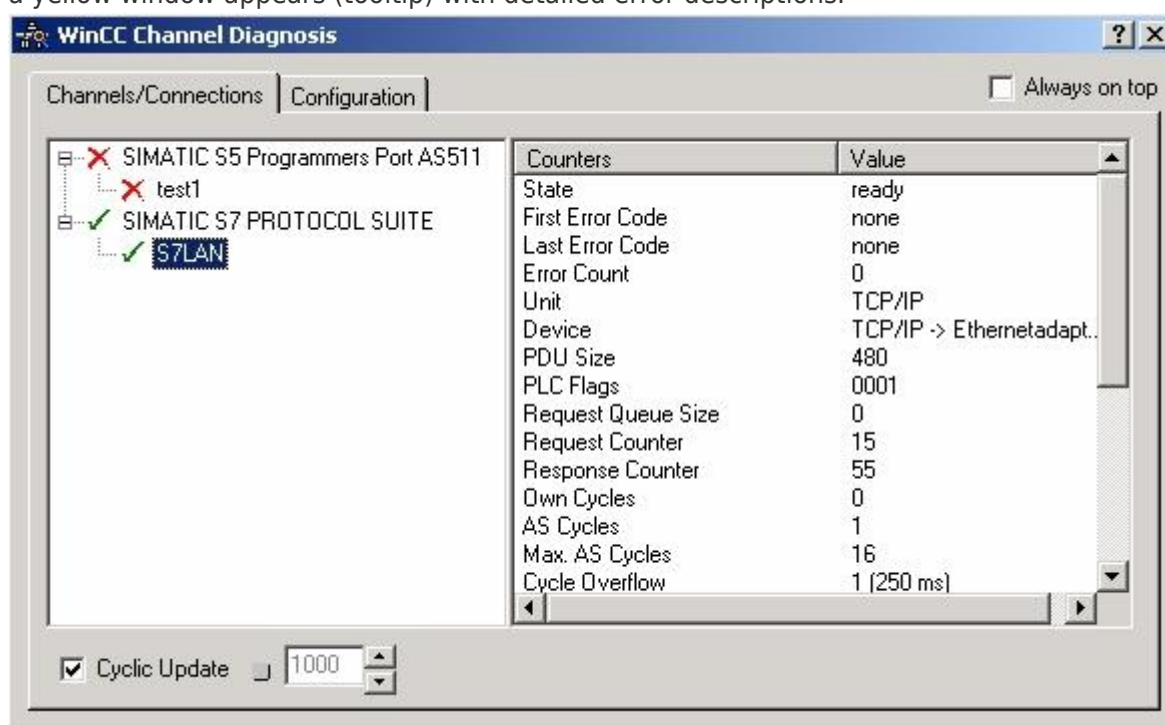 a yellow window appears (tooltip) with detailed error descriptions.
WinCC Channel Diagnosis
Channels/Connections Configuration Always on top
SIMATIC S5 Programmers Port AS511
test1
SIMATIC S7 PROTOCOL SUITE
S7LAN
Counters Value
State ready
First Error Code none
Last Error Code none
Error Count 0
Unit TCP/IP
Device TCP/IP -> Ethernetadapt..
PDU Size 480
PLC Flags 0001
Request Queue Size 0
Request Counter 15
Response Counter 55
Own Cycles 0
AS Cycles 1
Max. AS Cycles 16
Cycle Overflow 1 (250 ms)
Cyclic Update 1000